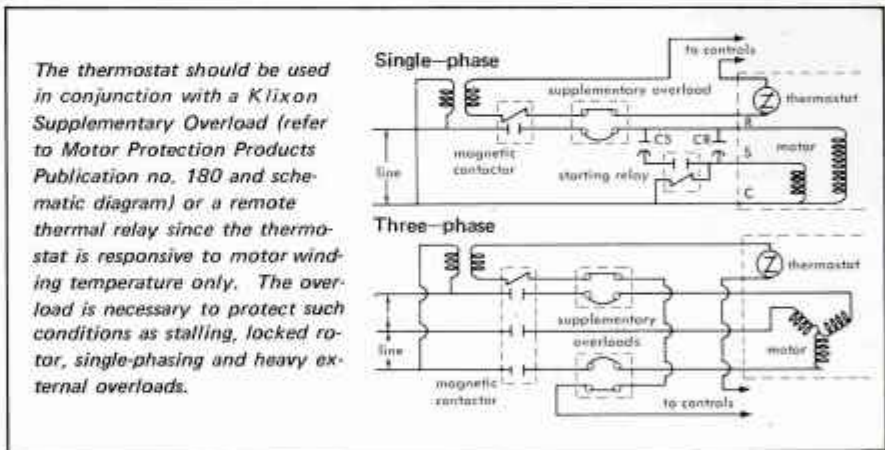 The thermostat should be used
in conjunction with a Klixon
Supplementary Overload (refer
to Motor Protection Products
Publication no. 180 and sche-
matic diagram) or a remote
thermal relay since the thermo-
stat is responsive to motor wind-
ing temperature only. The over-
load is necessary to protect such
conditions as stalling, locked ro-
tor, single-phasing and heavy ex-
ternal overloads.
Single-phase
to controls
supplementary overload
thermostat
R
CS
CR
S
motor
magnetic
contactor
line
starting relay
C
Three-phase
thermostat
supplementary
overloads
motor
line
magnetic
contactor
to controls